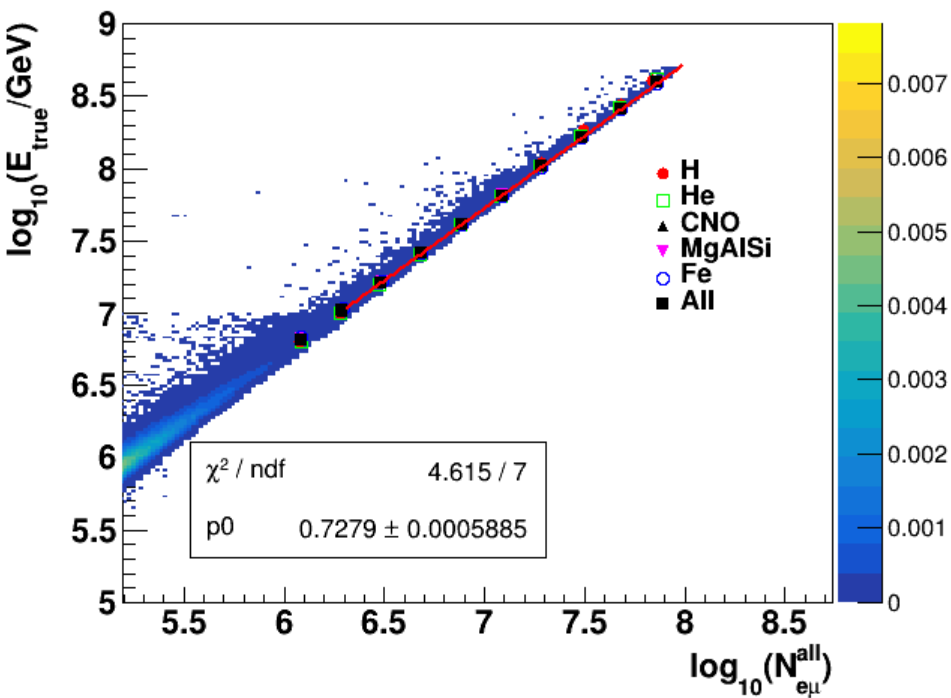 log₁₀(E_true/GeV)
9
8.5
8
7.5
7
6.5
6
5.5
5
5.5 6 6.5 7 7.5 8 8.5
log₁₀(N_eμ^all)
H
He
CNO
MgAlSi
Fe
All
χ² / ndf 4.615 / 7
p0 0.7279 ± 0.0005885
0.007
0.006
0.005
0.004
0.003
0.002
0.001
0